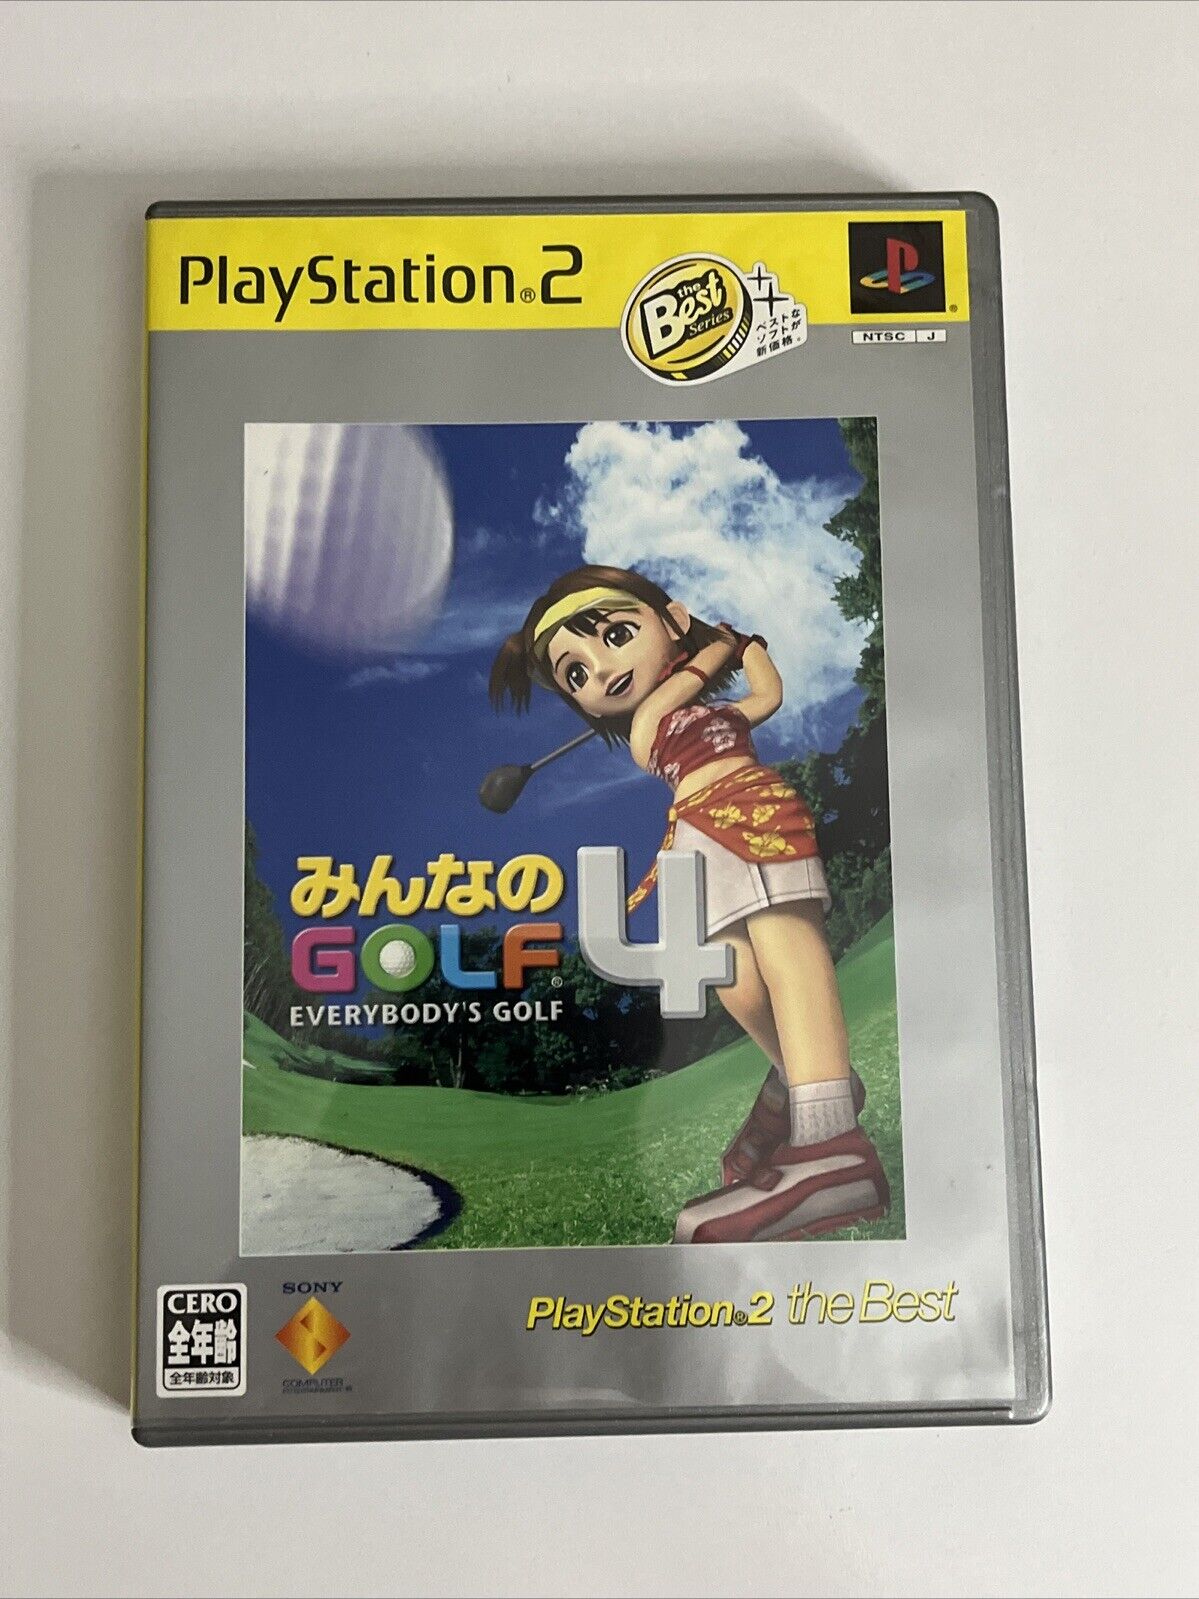 PlayStation®2
the
Best
Series
ベストな
ソフトが
新価格。
®
NTSC J
みんなの
GOLF® 4
EVERYBODY'S GOLF
CERO
全年齢
全年齢対象
SONY
COMPUTER
ENTERTAINMENT®
PlayStation®2 the Best